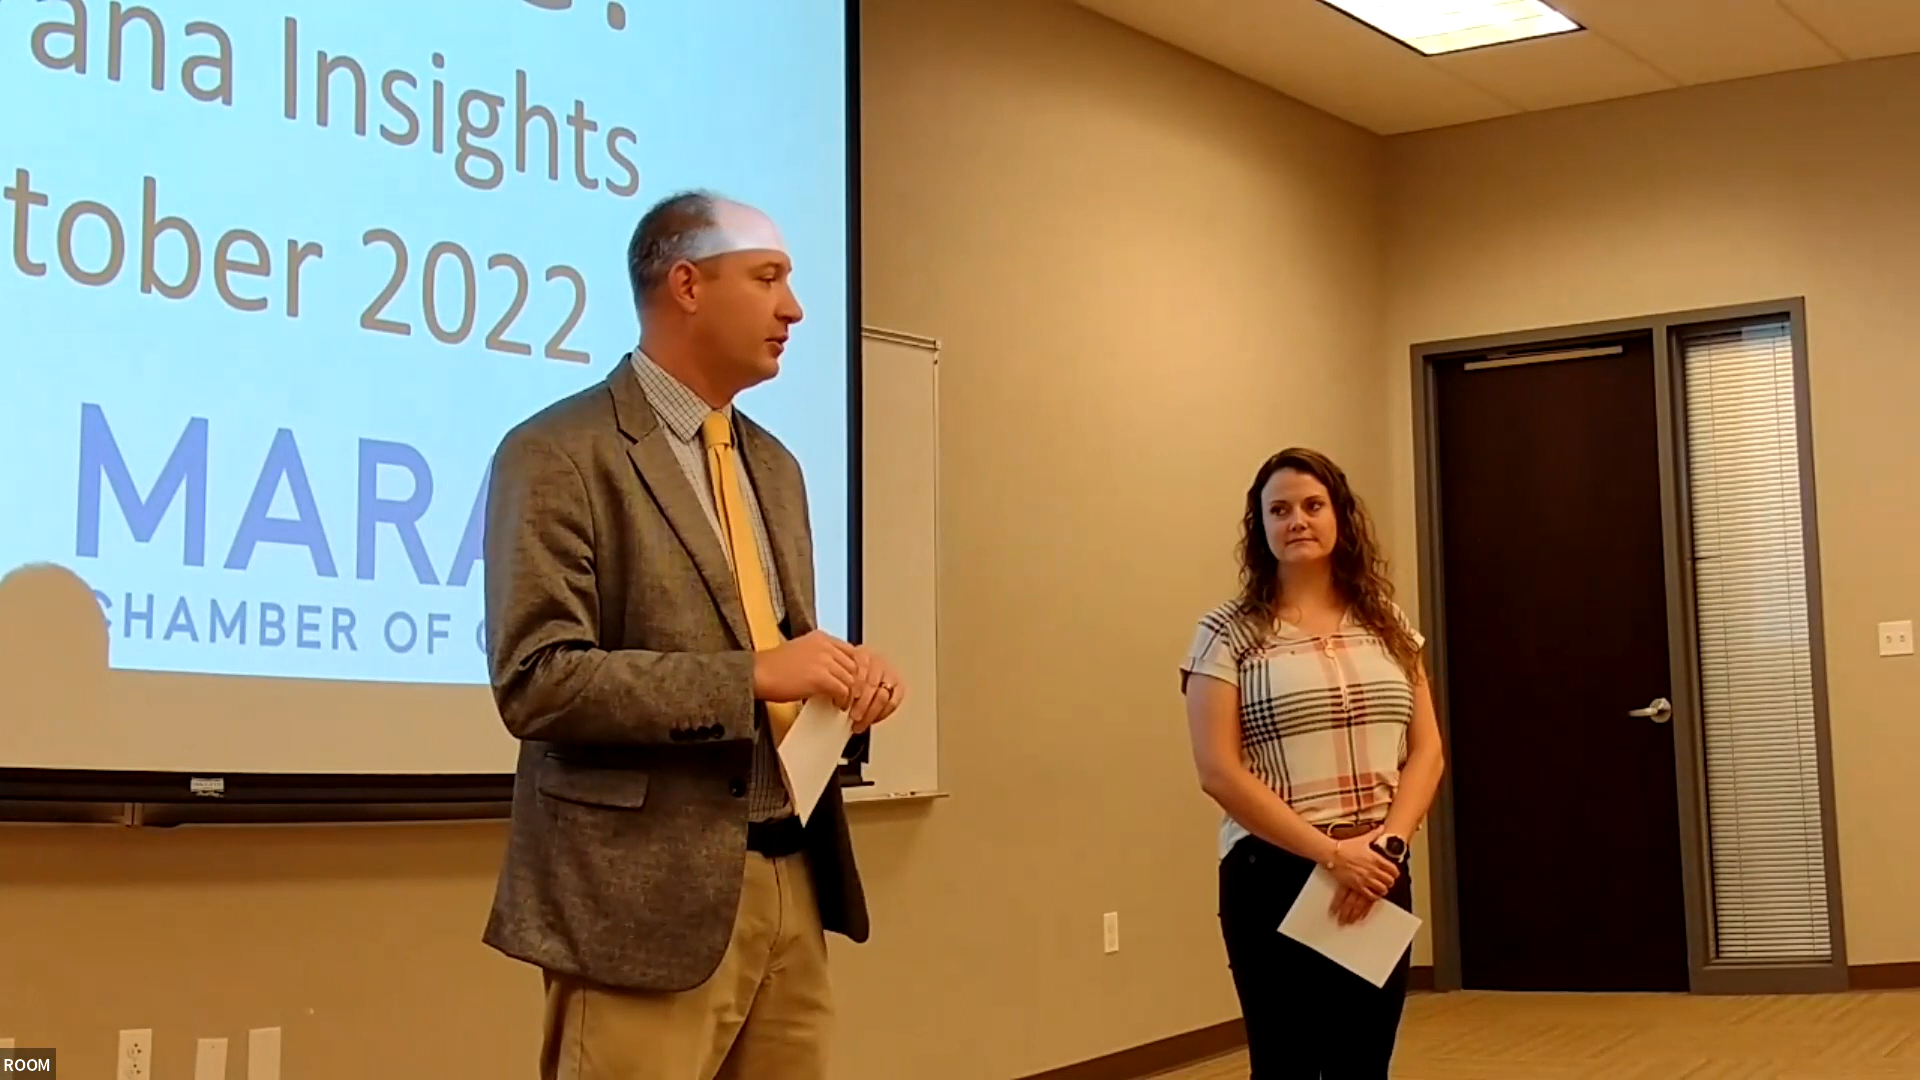 ana Insights
tober 2022
MARA
CHAMBER OF
ROOM